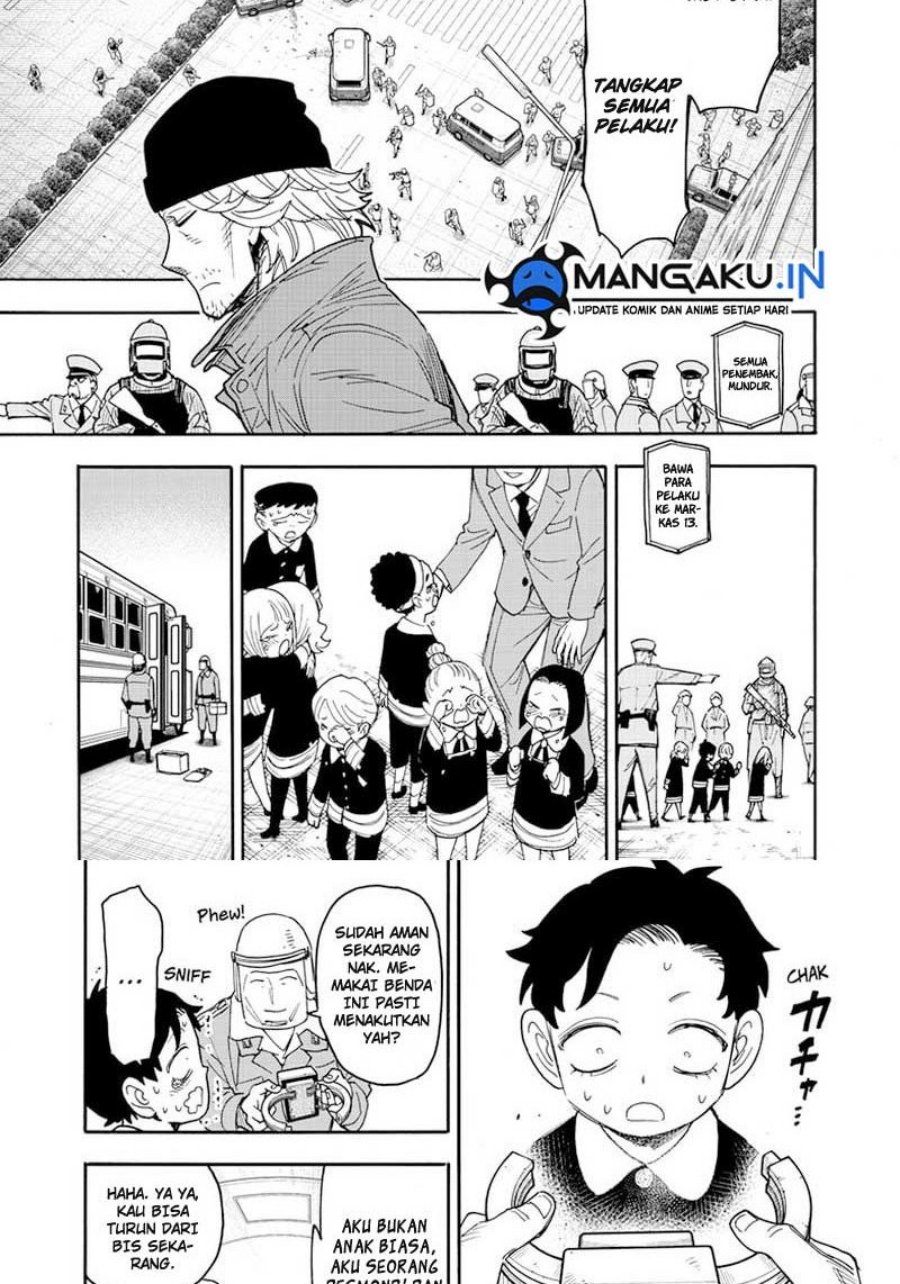 TANGKAP
SEMUA
PELAKU!
MANGAKU.IN
UPDATE KOMIK DAN ANIME SETIAP HARI
SEMUA
PENEMBAK,
MUNDUR.
BAWA
PARA
PELAKU
KE MAR-
KAS 13.
CHAK
カチャ…
SUDAH AMAN
SEKARANG
NAK. ME-
MAKAI BENDA
INI PASTI
MENAKUTKAN
YAH?
Phew!
SNIFF
...
AKU BUKAN
ANAK BIASA,
AKU SEORANG
HAHA. YA YA,
KAU BISA
TURUN DARI
BIS SEKA-
RANG.